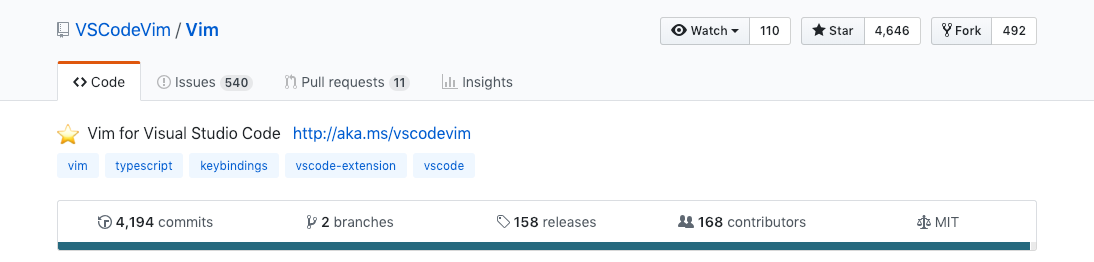 VSCodeVim / Vim Watch 110 Star 4,646 Fork 492
Code Issues 540 Pull requests 11 Insights
Vim for Visual Studio Code http://aka.ms/vscodevim
vim typescript keybindings vscode-extension vscode
4,194 commits 2 branches 158 releases 168 contributors MIT